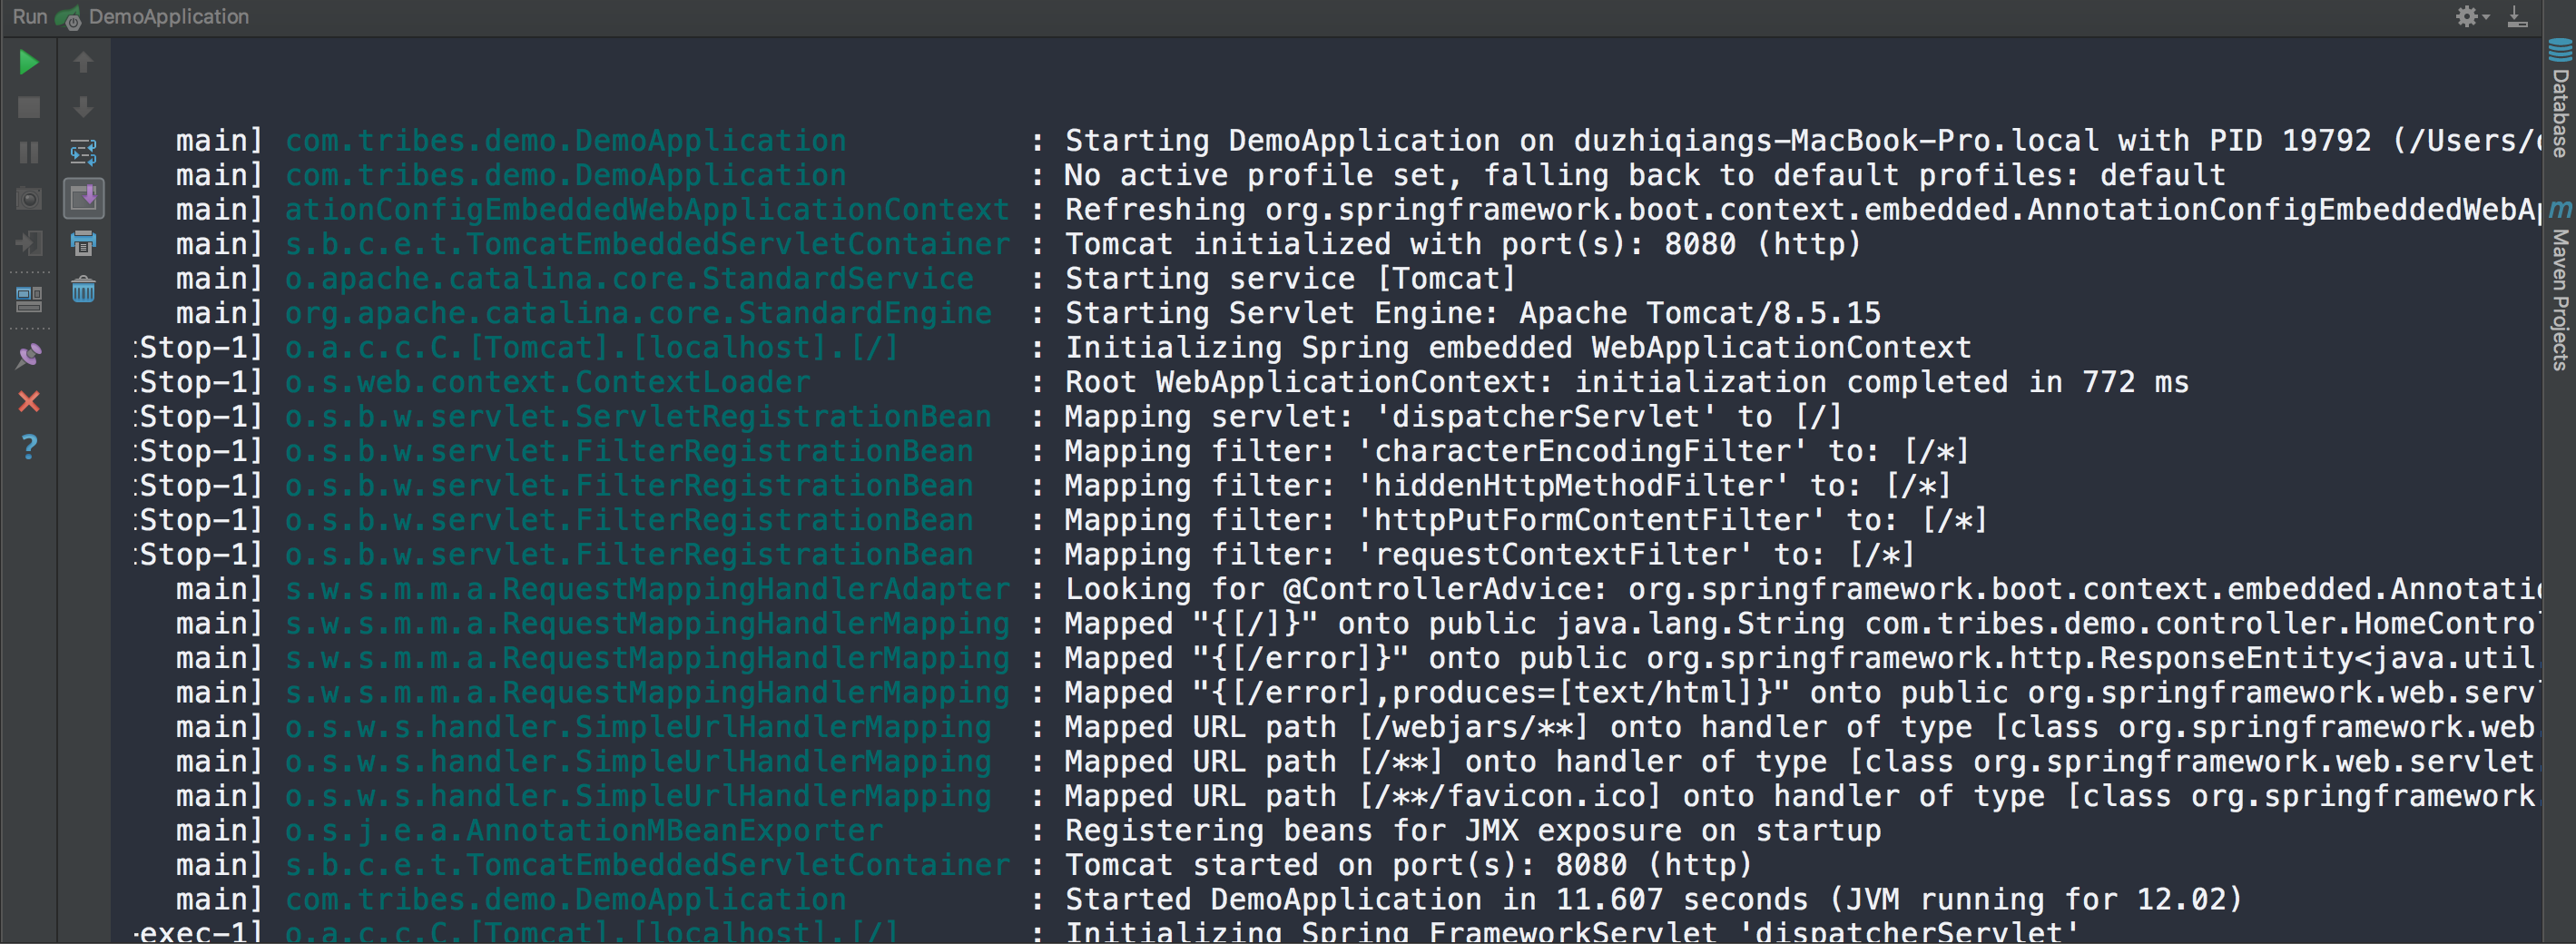 Run DemoApplication
main] com.tribes.demo.DemoApplication : Starting DemoApplication on duzhiqiangs-MacBook-Pro.local with PID 19792 (/Users/
main] com.tribes.demo.DemoApplication : No active profile set, falling back to default profiles: default
main] ationConfigEmbeddedWebApplicationContext : Refreshing org.springframework.boot.context.embedded.AnnotationConfigEmbeddedWebAp
main] s.b.c.e.t.TomcatEmbeddedServletContainer : Tomcat initialized with port(s): 8080 (http)
main] o.apache.catalina.core.StandardService : Starting service [Tomcat]
main] org.apache.catalina.core.StandardEngine : Starting Servlet Engine: Apache Tomcat/8.5.15
:Stop-1] o.a.c.c.C.[Tomcat].[localhost].[/] : Initializing Spring embedded WebApplicationContext
:Stop-1] o.s.web.context.ContextLoader : Root WebApplicationContext: initialization completed in 772 ms
:Stop-1] o.s.b.w.servlet.ServletRegistrationBean : Mapping servlet: 'dispatcherServlet' to [/]
:Stop-1] o.s.b.w.servlet.FilterRegistrationBean : Mapping filter: 'characterEncodingFilter' to: [/*]
:Stop-1] o.s.b.w.servlet.FilterRegistrationBean : Mapping filter: 'hiddenHttpMethodFilter' to: [/*]
:Stop-1] o.s.b.w.servlet.FilterRegistrationBean : Mapping filter: 'httpPutFormContentFilter' to: [/*]
:Stop-1] o.s.b.w.servlet.FilterRegistrationBean : Mapping filter: 'requestContextFilter' to: [/*]
main] s.w.s.m.m.a.RequestMappingHandlerAdapter : Looking for @ControllerAdvice: org.springframework.boot.context.embedded.Annotatio
main] s.w.s.m.m.a.RequestMappingHandlerMapping : Mapped "{[/]}" onto public java.lang.String com.tribes.demo.controller.HomeControl
main] s.w.s.m.m.a.RequestMappingHandlerMapping : Mapped "{[/error]}" onto public org.springframework.http.ResponseEntity<java.util.
main] s.w.s.m.m.a.RequestMappingHandlerMapping : Mapped "{[/error],produces=[text/html]}" onto public org.springframework.web.servl
main] o.s.w.s.handler.SimpleUrlHandlerMapping : Mapped URL path [/webjars/**] onto handler of type [class org.springframework.web.
main] o.s.w.s.handler.SimpleUrlHandlerMapping : Mapped URL path [/**] onto handler of type [class org.springframework.web.servlet.
main] o.s.w.s.handler.SimpleUrlHandlerMapping : Mapped URL path [/**/favicon.ico] onto handler of type [class org.springframework.
main] o.s.j.e.a.AnnotationMBeanExporter : Registering beans for JMX exposure on startup
main] s.b.c.e.t.TomcatEmbeddedServletContainer : Tomcat started on port(s): 8080 (http)
main] com.tribes.demo.DemoApplication : Started DemoApplication in 11.607 seconds (JVM running for 12.02)
-exec-1] o.a.c.c.C.[Tomcat].[localhost].[/] : Initializing Spring FrameworkServlet 'dispatcherServlet'
Database
Maven Projects